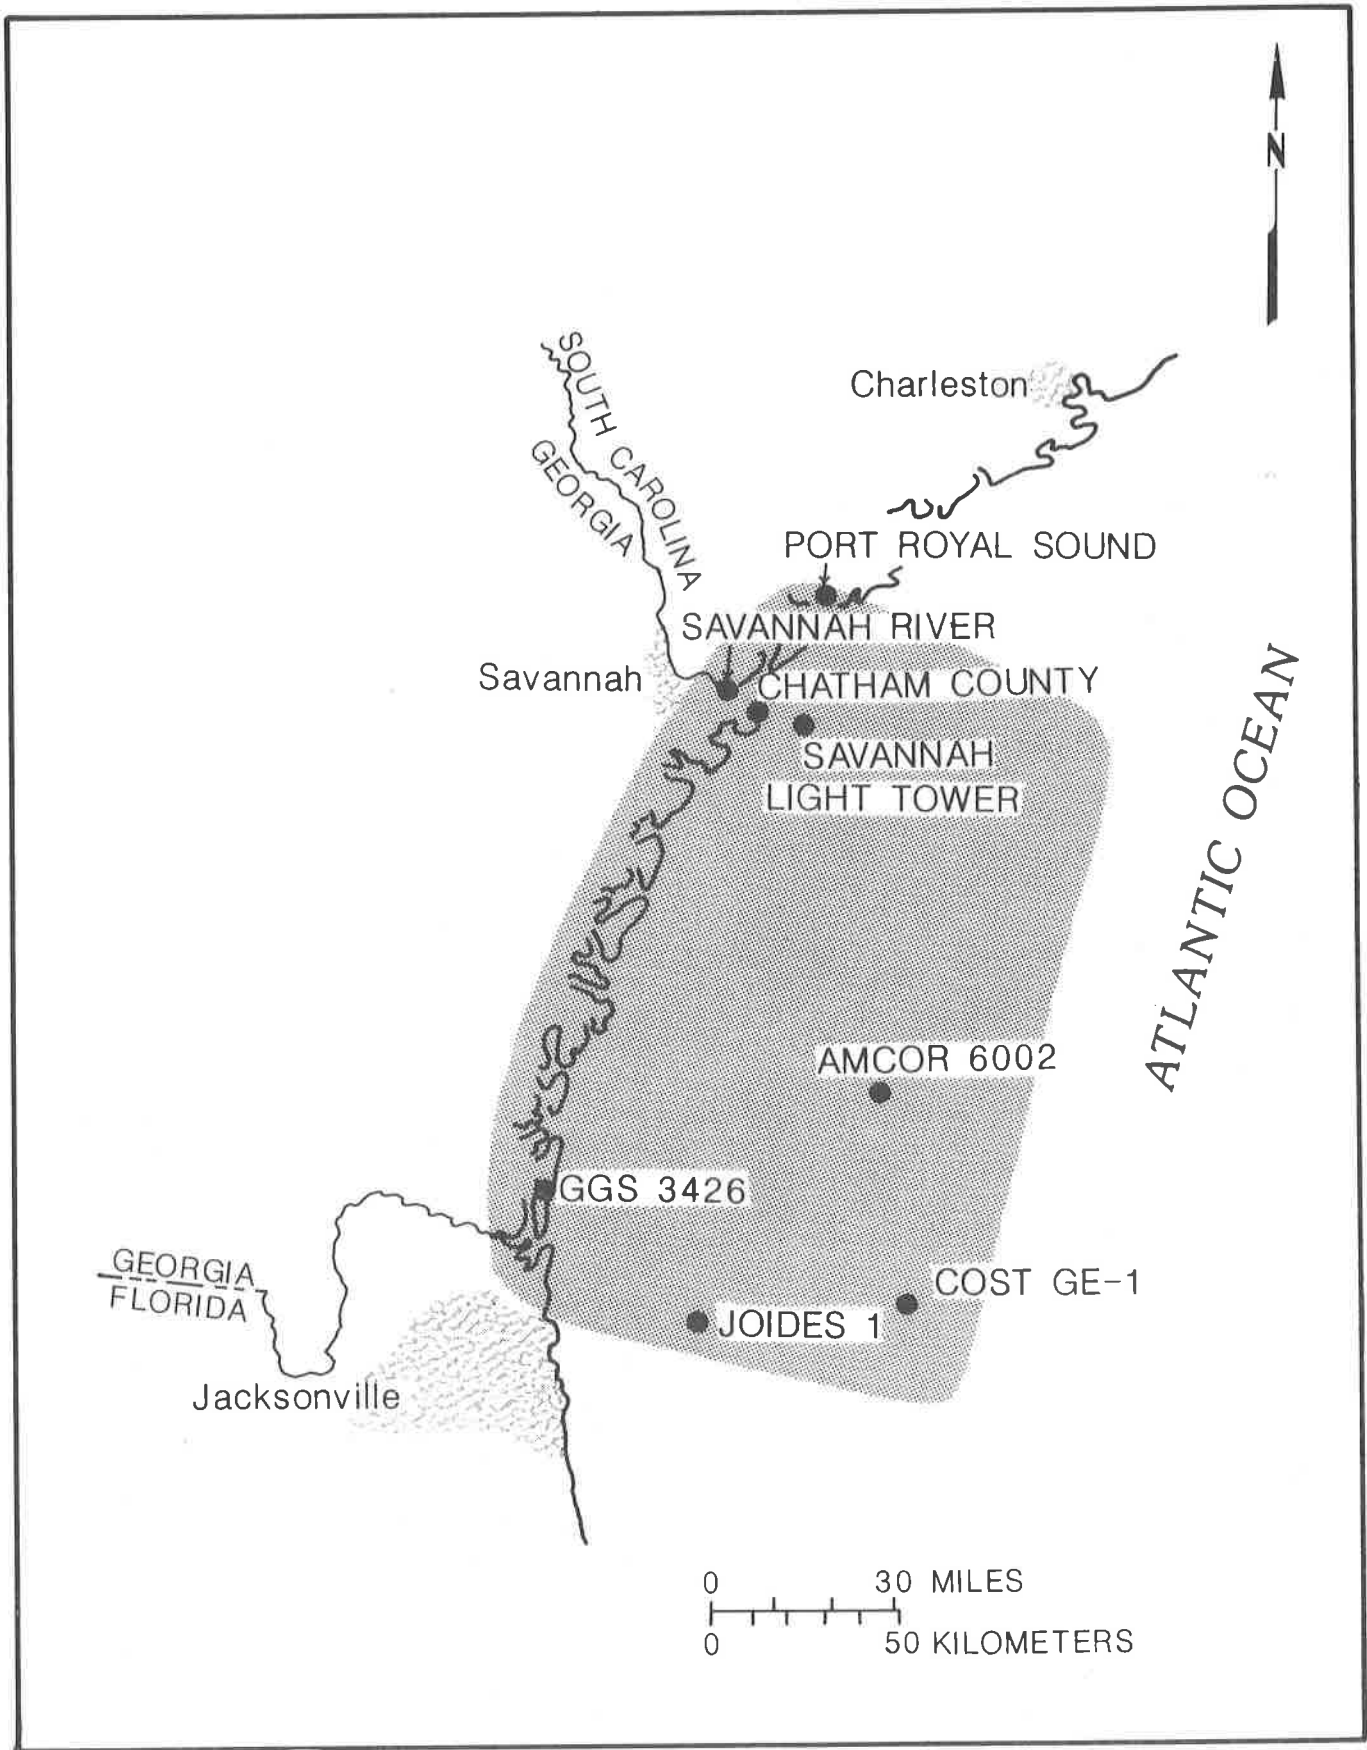 N
SOUTH CAROLINA
GEORGIA
Charleston
PORT ROYAL SOUND
SAVANNAH RIVER
Savannah
CHATHAM COUNTY
SAVANNAH
LIGHT TOWER
ATLANTIC OCEAN
AMCOR 6002
GGS 3426
GEORGIA
FLORIDA
COST GE-1
JOIDES 1
Jacksonville
0 30 MILES
0 50 KILOMETERS